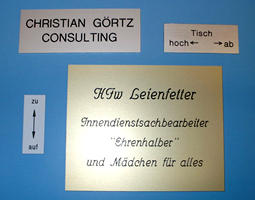 CHRISTIAN GÖRTZ
CONSULTING
Tisch
hoch← →ab
zu
auf
HFw Leienfetter
Innendienstsachbearbeiter
"Ehrenhalber"
und Mädchen für alles